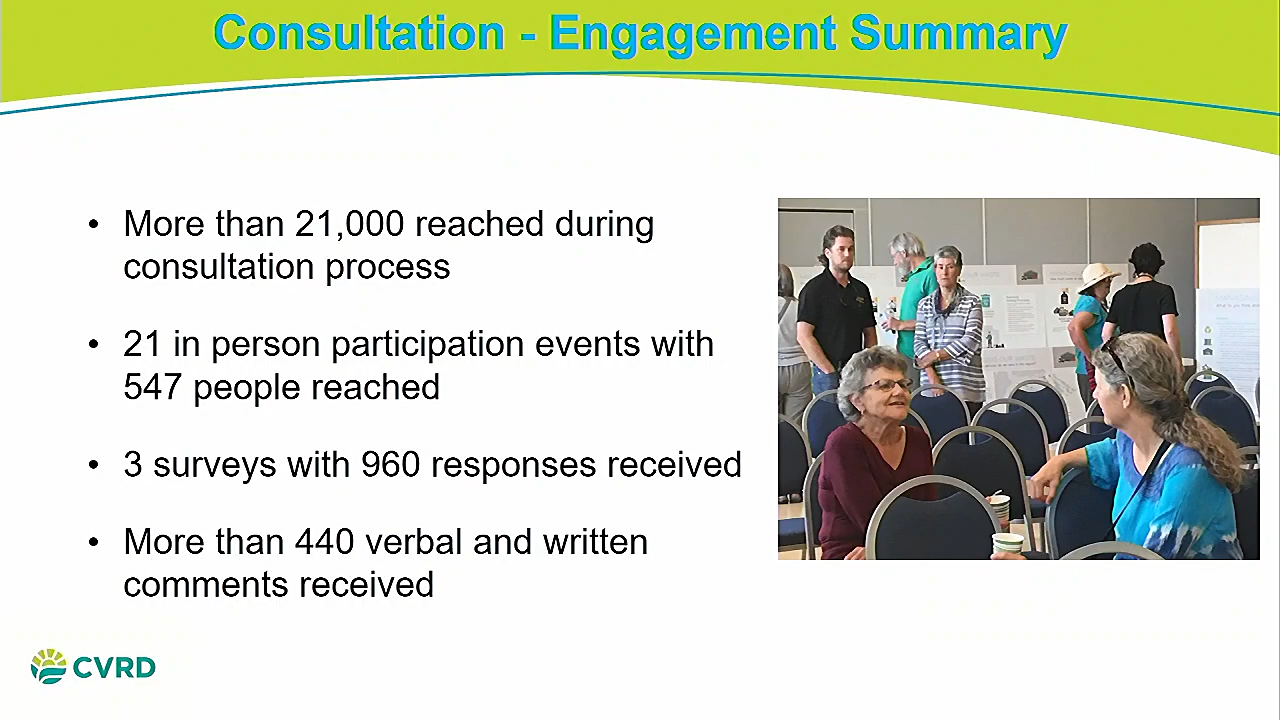 Consultation - Engagement Summary
• More than 21,000 reached during
consultation process
• 21 in person participation events with
547 people reached
• 3 surveys with 960 responses received
• More than 440 verbal and written
comments received
CVRD